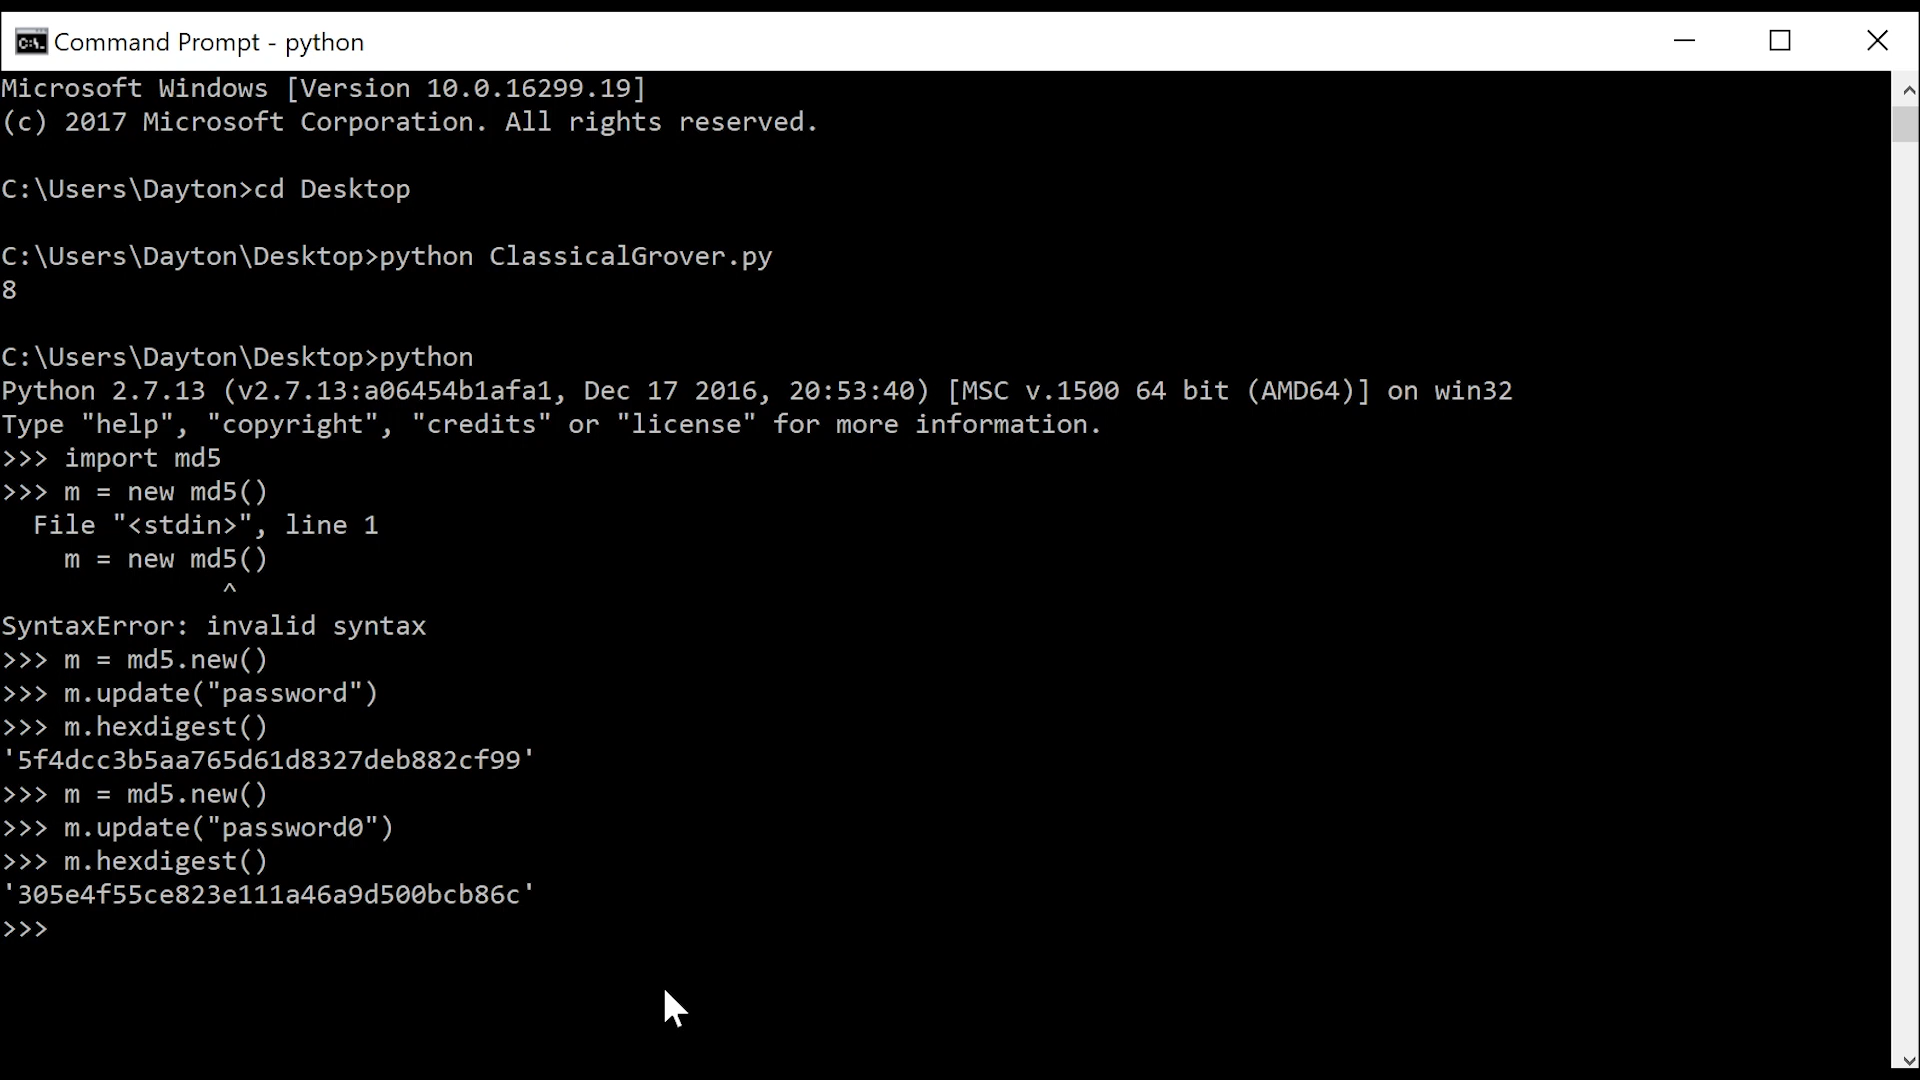 Command Prompt - python
Microsoft Windows [Version 10.0.16299.19]
(c) 2017 Microsoft Corporation. All rights reserved.
C:\Users\Dayton>cd Desktop
C:\Users\Dayton\Desktop>python ClassicalGrover.py
8
C:\Users\Dayton\Desktop>python
Python 2.7.13 (v2.7.13:a06454b1afa1, Dec 17 2016, 20:53:40) [MSC v.1500 64 bit (AMD64)] on win32
Type "help", "copyright", "credits" or "license" for more information.
>>> import md5
>>> m = new md5()
  File "<stdin>", line 1
    m = new md5()
              ^
SyntaxError: invalid syntax
>>> m = md5.new()
>>> m.update("password")
>>> m.hexdigest()
'5f4dcc3b5aa765d61d8327deb882cf99'
>>> m = md5.new()
>>> m.update("password0")
>>> m.hexdigest()
'305e4f55ce823e111a46a9d500bcb86c'
>>>